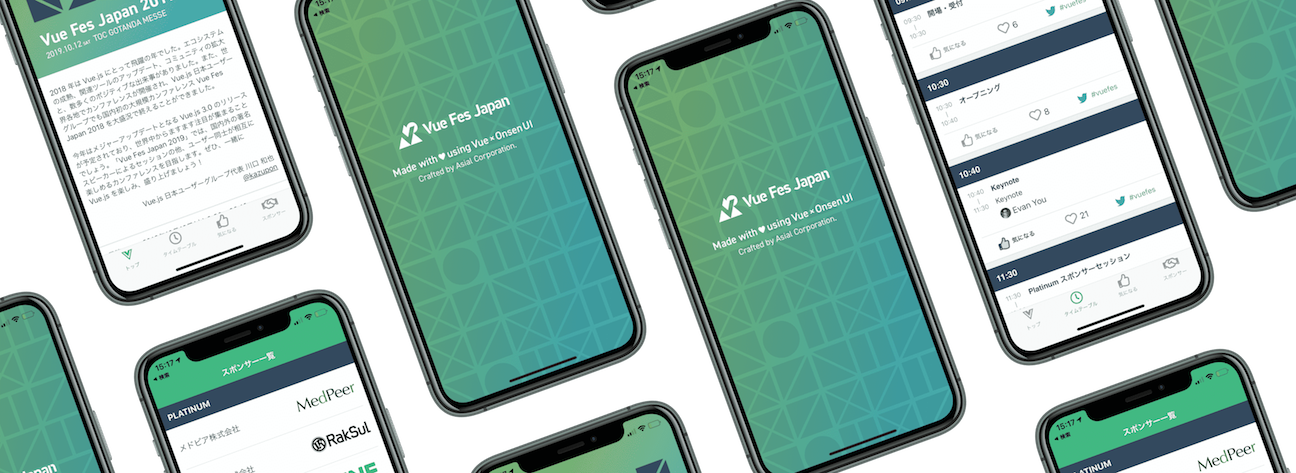 Vue Fes Japan 201
2019.10.12 SAT TOC GOTANDA MESSE
2018 年は Vue.js にとって飛躍の年でした。エコシステム
の成熟、関連ツールのアップデート、コミュニティの拡大
と、数多くのポジティブな出来事がありました。また、世
界各地でカンファレンスが開催され、Vue.js 日本ユーザー
グループでも国内初の大規模カンファレンス Vue Fes
Japan 2018 を大盛況で終えることができました。
今年はメジャーアップデートとなる Vue.js 3.0 のリリース
が予定されており、世界中からますます注目が集まること
でしょう。「Vue Fes Japan 2019」では、国内外の著名
スピーカーによるセッションの他、ユーザー同士が相互に
楽しめるカンファレンスを目指します。ぜひ、一緒に
Vue.js を楽しみ、盛り上げましょう！
Vue.js 日本ユーザーグループ代表 川口 和也
@kazupon
トップ
タイムテーブル
気になる
スポンサー
15:17
検索
Vue Fes Japan
Made with ♥ using Vue × Onsen UI
Crafted by Asial Corporation.
15:17
検索
Vue Fes Japan
Made with ♥ using Vue × Onsen UI
Crafted by Asial Corporation.
09:30
10:30
開場・受付
気になる
6
#vuefes
10:30
10:30
10:40
オープニング
気になる
8
#vuefes
10:40
10:40
11:30
Keynote
Keynote
Evan You
気になる
21
#vuefes
11:30
11:30
Platinum スポンサーセッション
トップ
タイムテーブル
気になる
スポンサー
apan
15:17
検索
スポンサー一覧
PLATINUM
メドピア株式会社
MedPeer
株式会社
RakSul
15:17
検索
スポンサー一覧
PLATINUM
MedPeer